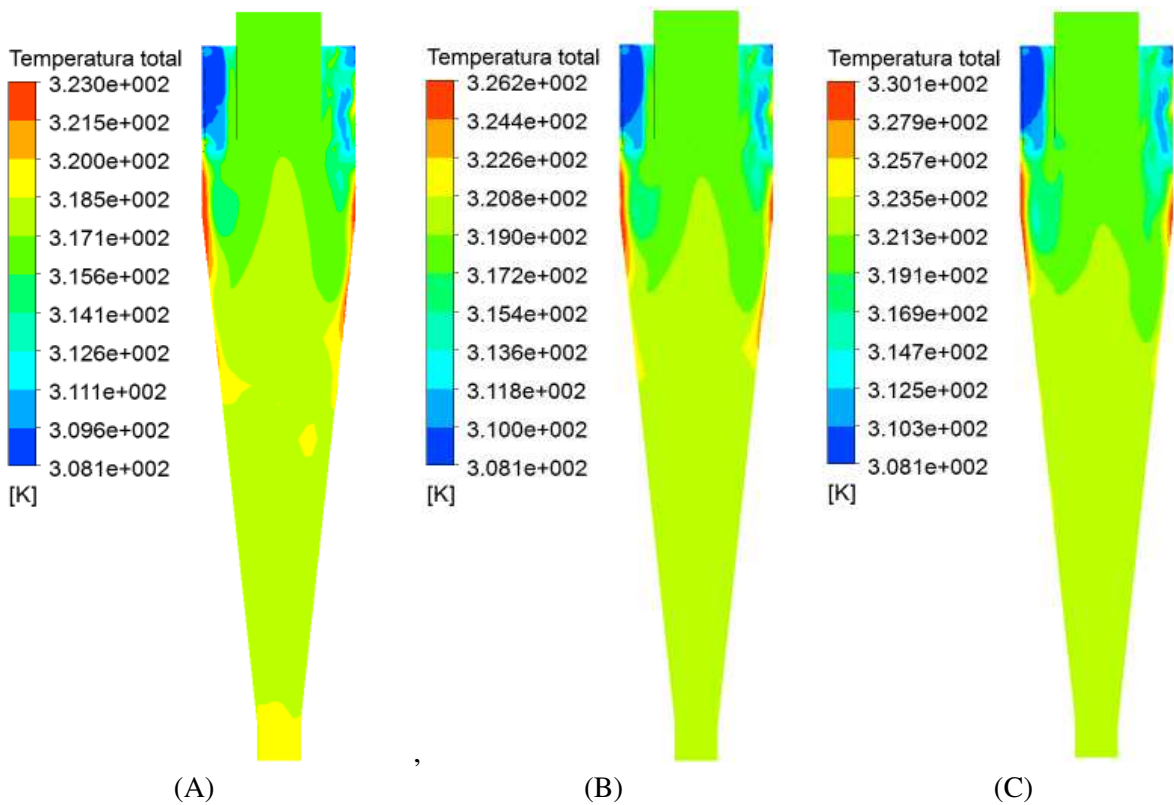 Temperatura total
3.230e+002
3.215e+002
3.200e+002
3.185e+002
3.171e+002
3.156e+002
3.141e+002
3.126e+002
3.111e+002
3.096e+002
3.081e+002
[K]
(A)
Temperatura total
3.262e+002
3.244e+002
3.226e+002
3.208e+002
3.190e+002
3.172e+002
3.154e+002
3.136e+002
3.118e+002
3.100e+002
3.081e+002
[K]
,
(B)
Temperatura total
3.301e+002
3.279e+002
3.257e+002
3.235e+002
3.213e+002
3.191e+002
3.169e+002
3.147e+002
3.125e+002
3.103e+002
3.081e+002
[K]
(C)